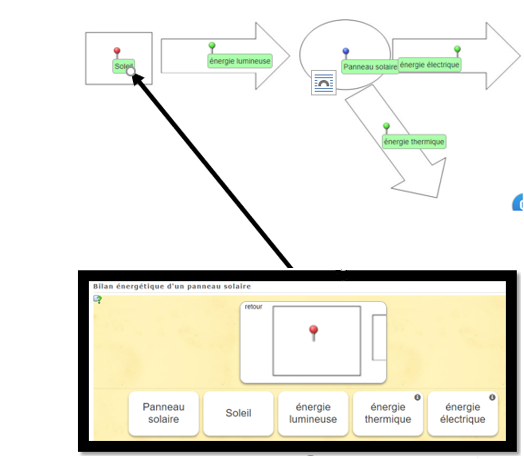 Soleil
énergie lumineuse
Panneau solaire
énergie électrique
énergie thermique
Bilan énergétique d'un panneau solaire
retour
Panneau
solaire
Soleil
énergie
lumineuse
énergie
thermique
énergie
électrique